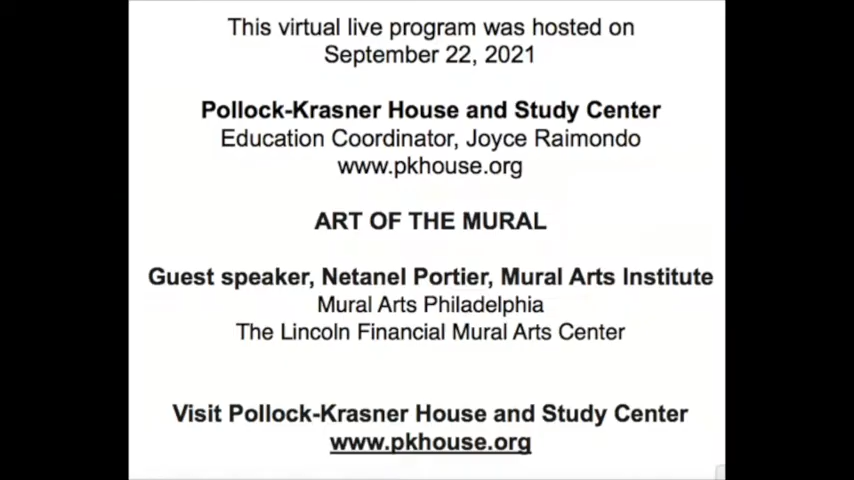 This virtual live program was hosted on
September 22, 2021
Pollock-Krasner House and Study Center
Education Coordinator, Joyce Raimondo
www.pkhouse.org
ART OF THE MURAL
Guest speaker, Netanel Portier, Mural Arts Institute
Mural Arts Philadelphia
The Lincoln Financial Mural Arts Center
Visit Pollock-Krasner House and Study Center
www.pkhouse.org